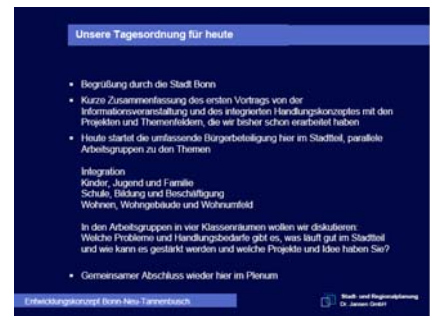 Unsere Tagesordnung für heute
Begrüßung durch die Stadt Bonn
Kurze Zusammenfassung des ersten Vortrags von der
Informationsveranstaltung und des integrierten Handlungskonzeptes mit den
Projekten und Themenfeldern, die wir bisher schon erarbeitet haben
Heute startet die umfassende Bürgerbeteiligung hier im Stadtteil, parallele
Arbeitsgruppen zu den Themen
Integration
Kinder, Jugend und Familie
Schule, Bildung und Beschäftigung
Wohnen, Wohngebäude und Wohnumfeld
In den Arbeitsgruppen in vier Klassenräumen wollen wir diskutieren:
Welche Probleme und Handlungsbedarfe gibt es, was läuft gut im Stadtteil
und wie kann es gestärkt werden und welche Projekte und Idee haben Sie?
Gemeinsamer Abschluss wieder hier im Plenum
Entwicklungskonzept Bonn-Neu-Tannenbusch
Stadt- und Regionalplanung
Dr. Jansen GmbH